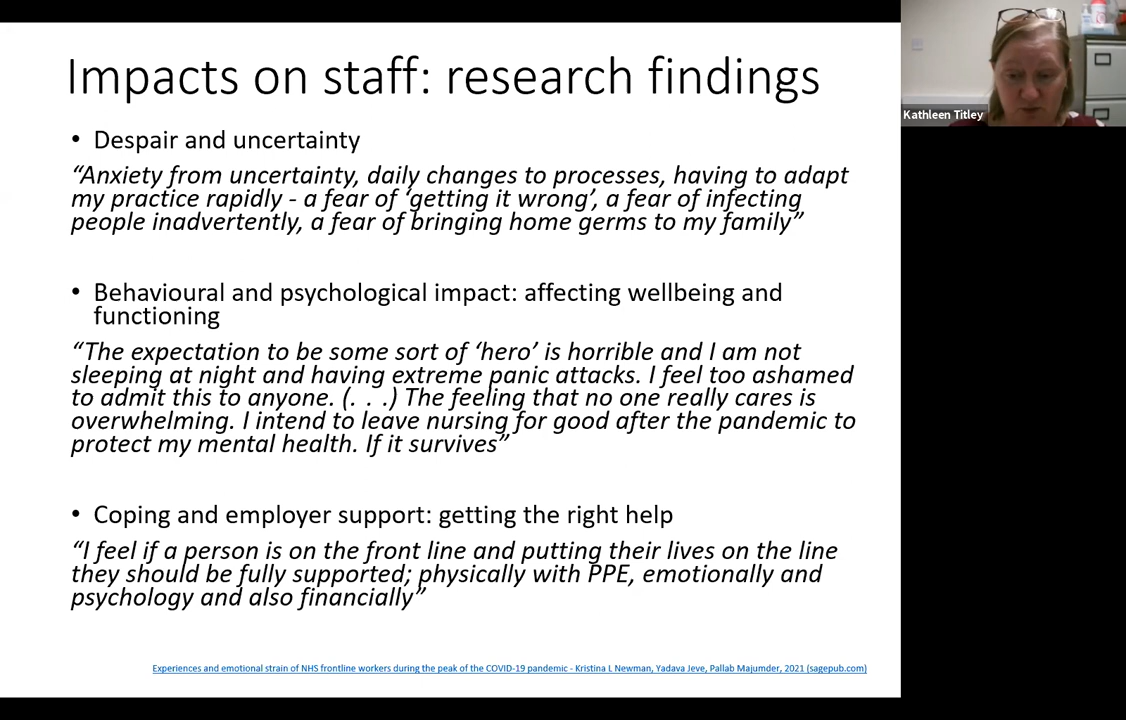 Impacts on staff: research findings
• Despair and uncertainty
“Anxiety from uncertainty, daily changes to processes, having to adapt
my practice rapidly - a fear of ‘getting it wrong’, a fear of infecting
people inadvertently, a fear of bringing home germs to my family”
• Behavioural and psychological impact: affecting wellbeing and
functioning
“The expectation to be some sort of ‘hero’ is horrible and I am not
sleeping at night and having extreme panic attacks. I feel too ashamed
to admit this to anyone. (. . .) The feeling that no one really cares is
overwhelming. I intend to leave nursing for good after the pandemic to
protect my mental health. If it survives”
• Coping and employer support: getting the right help
“I feel if a person is on the front line and putting their lives on the line
they should be fully supported; physically with PPE, emotionally and
psychology and also financially”
Experiences and emotional strain of NHS frontline workers during the peak of the COVID-19 pandemic - Kristina L Newman, Yadava Jeve, Pallab Majumder, 2021 (sagepub.com)
Kathleen Titley